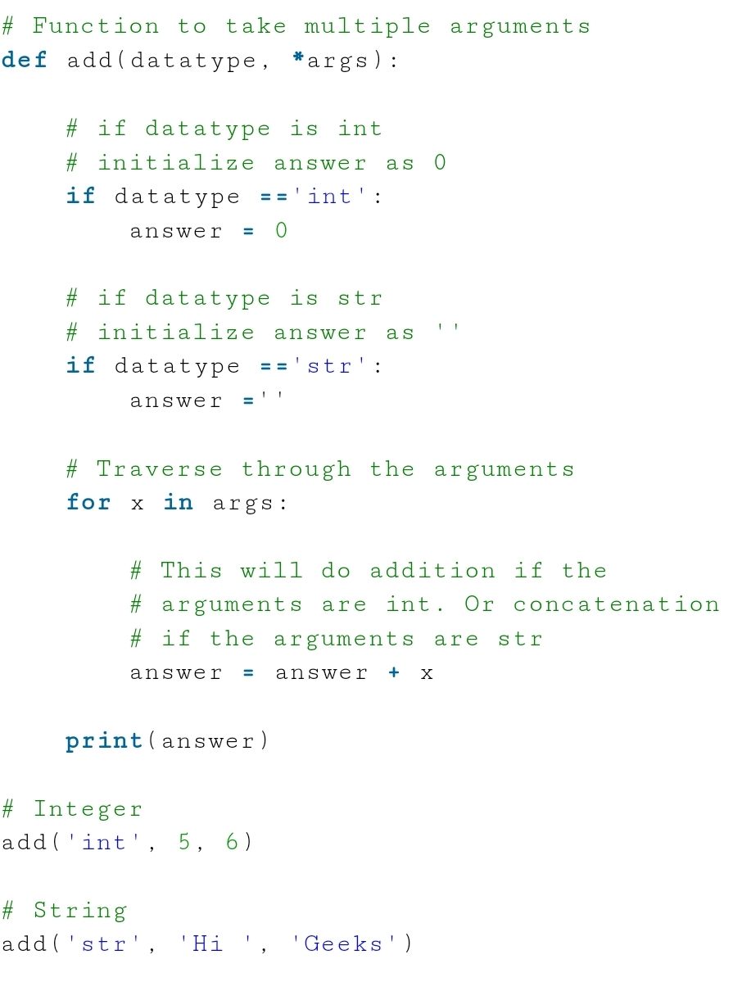 # Function to take multiple arguments
def add(datatype, *args):
    # if datatype is int
    # initialize answer as 0
    if datatype =='int':
        answer = 0
    # if datatype is str
    # initialize answer as ''
    if datatype =='str':
        answer =''
    # Traverse through the arguments
    for x in args:
        # This will do addition if the
        # arguments are int. Or concatenation
        # if the arguments are str
        answer = answer + x
    print(answer)
# Integer
add('int', 5, 6)
# String
add('str', 'Hi ', 'Geeks')